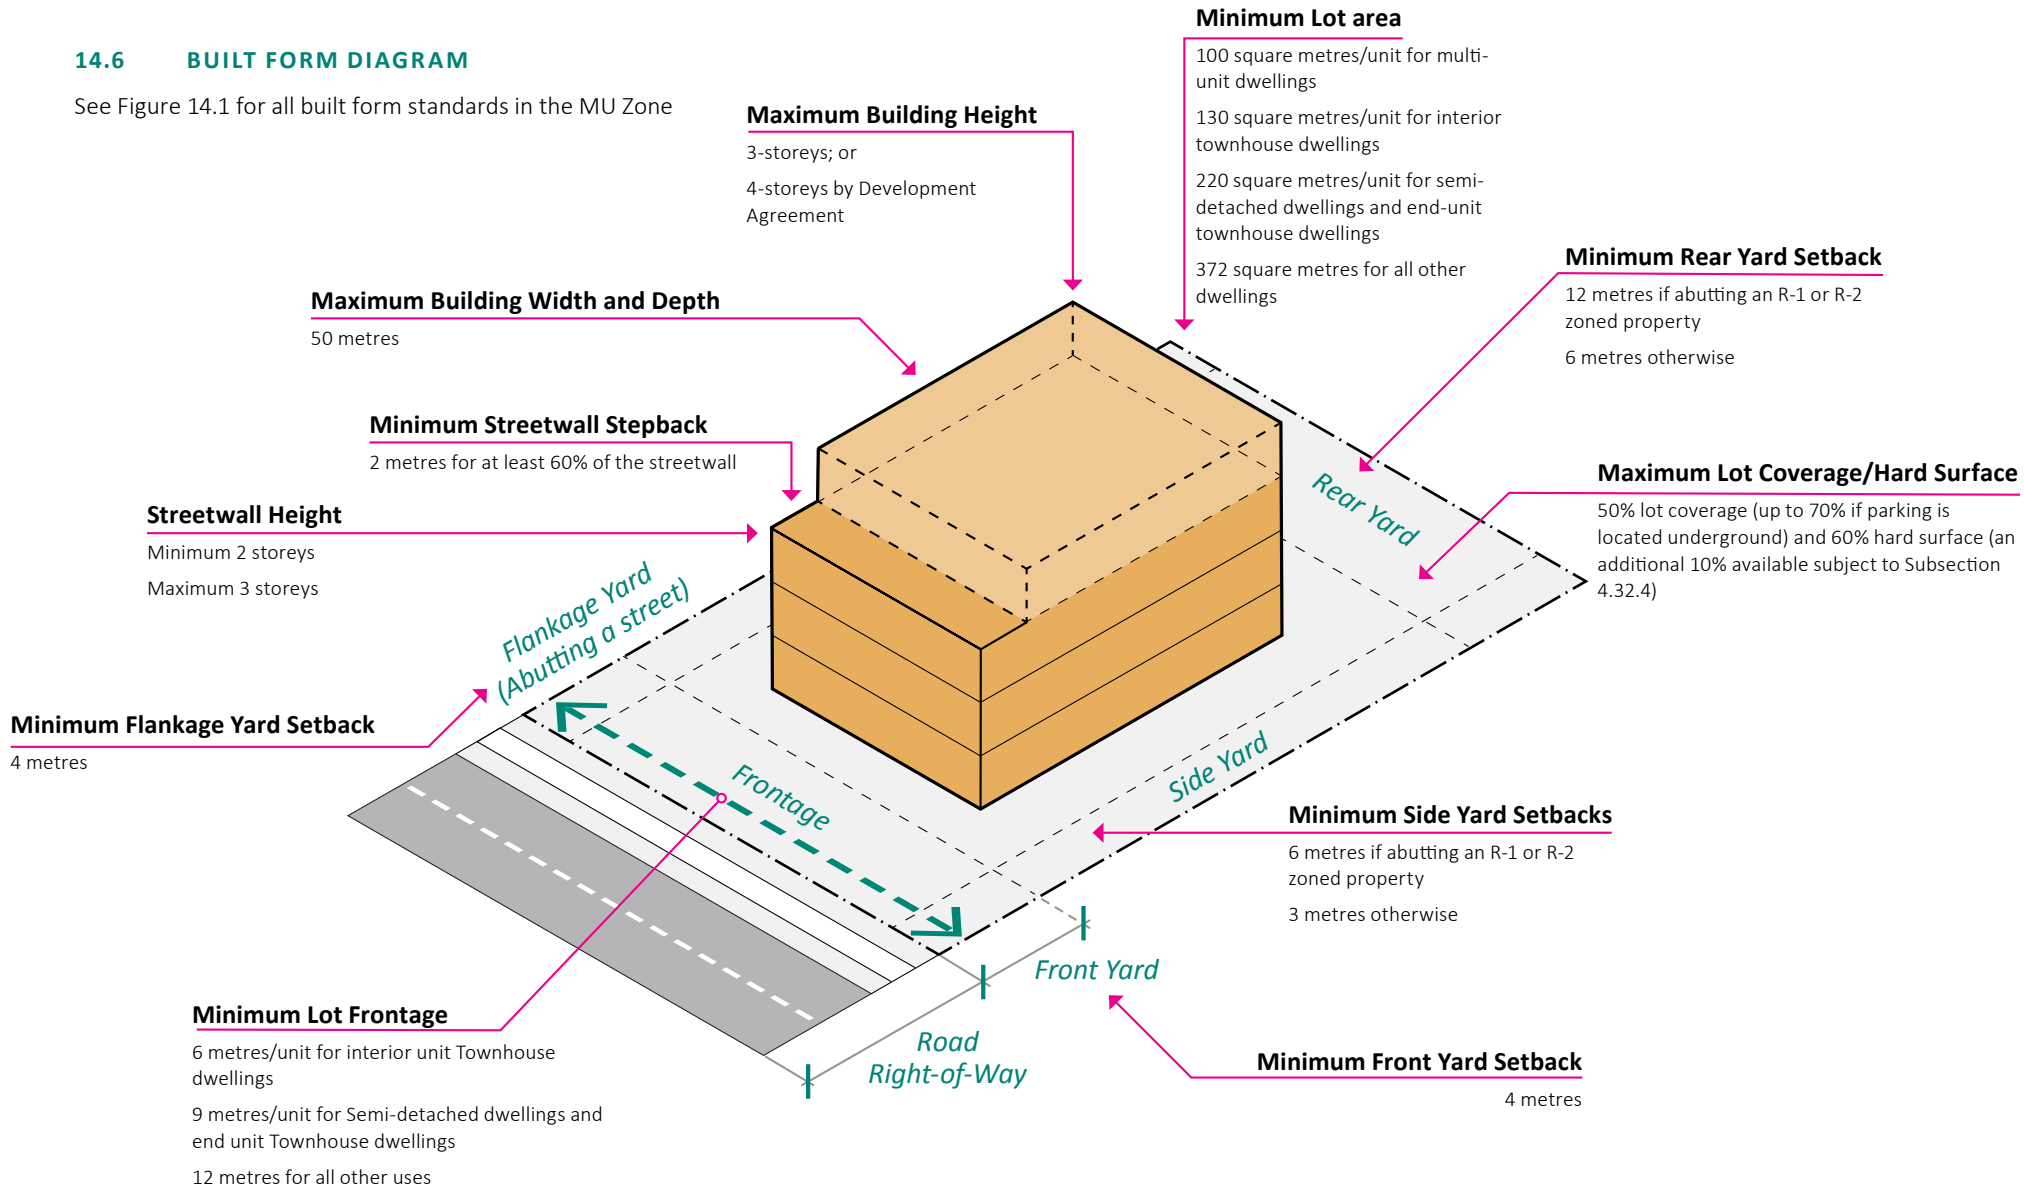 14.6 BUILT FORM DIAGRAM
See Figure 14.1 for all built form standards in the MU Zone
Minimum Lot area
100 square metres/unit for multi-
unit dwellings
130 square metres/unit for interior
townhouse dwellings
220 square metres/unit for semi-
detached dwellings and end-unit
townhouse dwellings
372 square metres for all other
dwellings
Maximum Building Height
3-storeys; or
4-storeys by Development
Agreement
Minimum Rear Yard Setback
12 metres if abutting an R-1 or R-2
zoned property
6 metres otherwise
Maximum Building Width and Depth
50 metres
Minimum Streetwall Stepback
2 metres for at least 60% of the streetwall
Maximum Lot Coverage/Hard Surface
50% lot coverage (up to 70% if parking is
located underground) and 60% hard surface (an
additional 10% available subject to Subsection
4.32.4)
Streetwall Height
Minimum 2 storeys
Maximum 3 storeys
Rear Yard
Flankage Yard
(Abutting a street)
Minimum Flankage Yard Setback
4 metres
Frontage
Side Yard
Minimum Side Yard Setbacks
6 metres if abutting an R-1 or R-2
zoned property
3 metres otherwise
Front Yard
Road
Right-of-Way
Minimum Lot Frontage
6 metres/unit for interior unit Townhouse
dwellings
9 metres/unit for Semi-detached dwellings and
end unit Townhouse dwellings
12 metres for all other uses
Minimum Front Yard Setback
4 metres